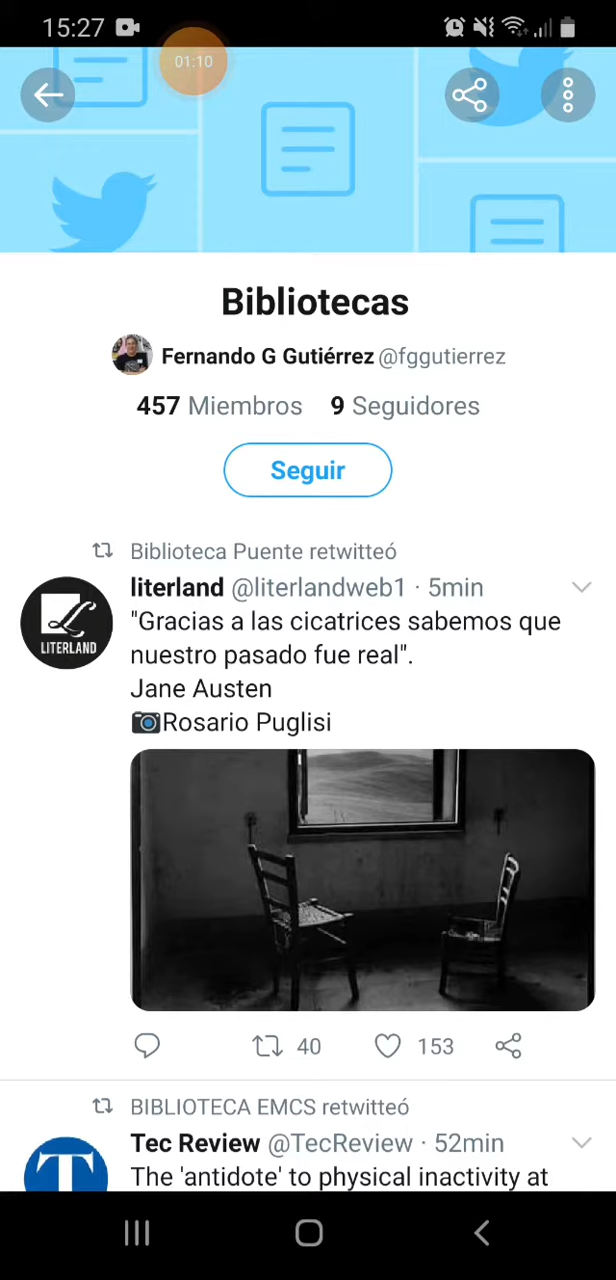 15:27
01:10
Bibliotecas
Fernando G Gutiérrez @fggutierrez
457 Miembros 9 Seguidores
Seguir
Biblioteca Puente retwitteó
literland @literlandweb1 · 5min
"Gracias a las cicatrices sabemos que
nuestro pasado fue real".
Jane Austen
📷Rosario Puglisi
LITERLAND
40 153
BIBLIOTECA EMCS retwitteó
Tec Review @TecReview · 52min
The 'antidote' to physical inactivity at
T